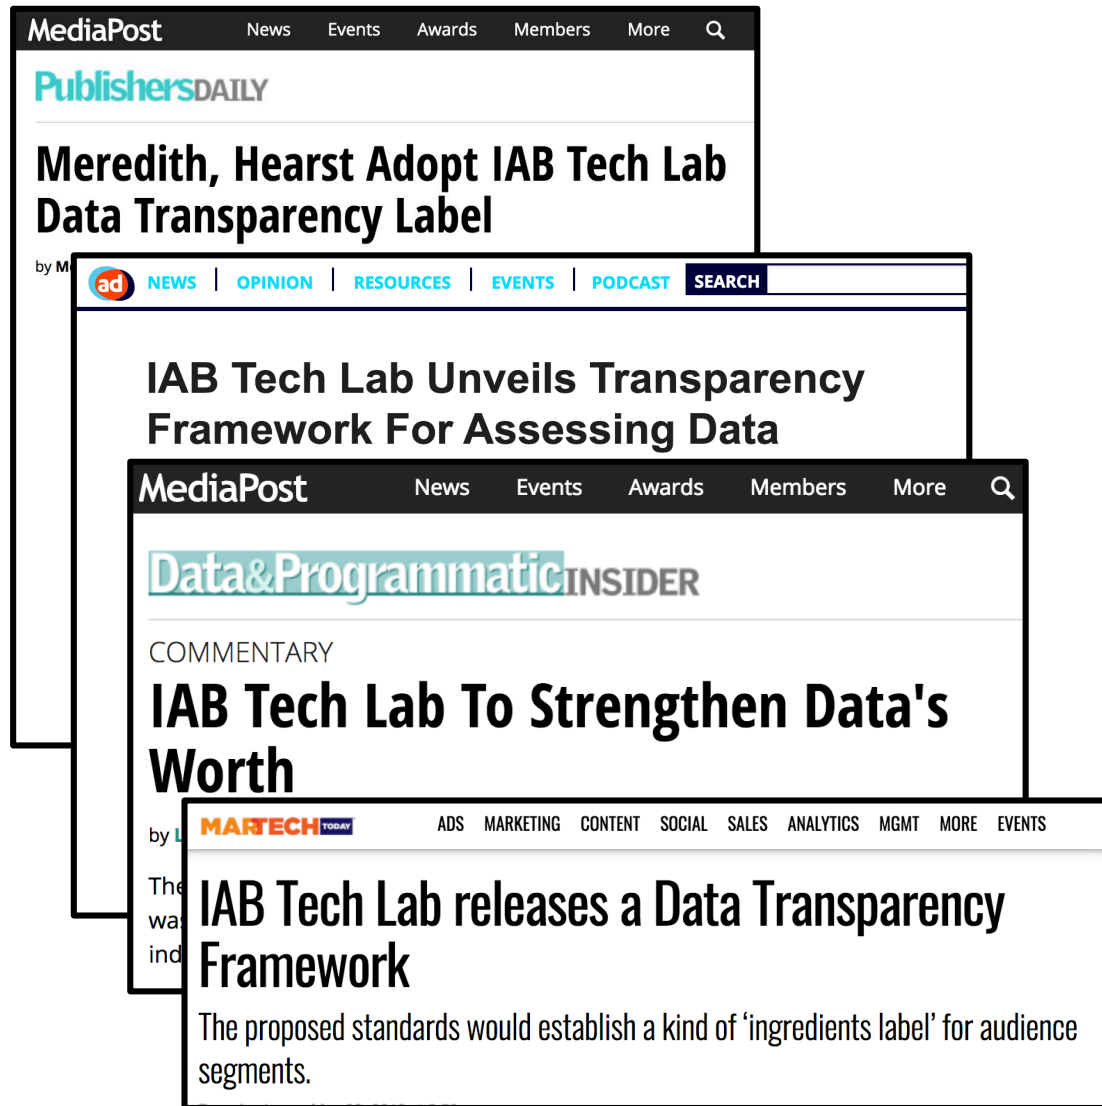 MediaPost News Events Awards Members More
PublishersDAILY
Meredith, Hearst Adopt IAB Tech Lab
Data Transparency Label
by
ad NEWS | OPINION | RESOURCES | EVENTS | PODCAST SEARCH
IAB Tech Lab Unveils Transparency
Framework For Assessing Data
MediaPost News Events Awards Members More
Data&Programmatic INSIDER
COMMENTARY
IAB Tech Lab To Strengthen Data's
Worth
by
The
MARTECH TODAY ADS MARKETING CONTENT SOCIAL SALES ANALYTICS MGMT MORE EVENTS
IAB Tech Lab releases a Data Transparency
Framework
The proposed standards would establish a kind of ‘ingredients label’ for audience
segments.